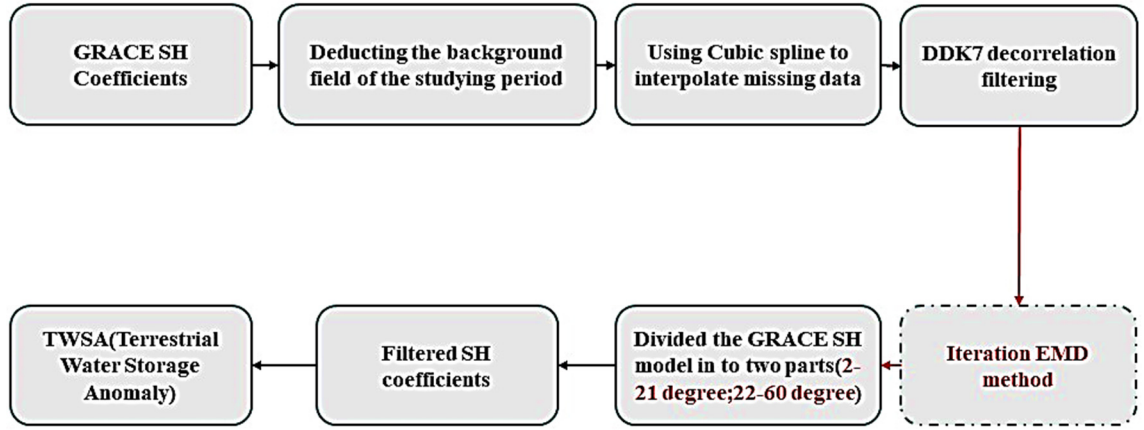 GRACE SH
Coefficients
Deducting the background
field of the studying period
Using Cubic spline to
interpolate missing data
DDK7 decorrelation
filtering
Iteration EMD
method
Divided the GRACE SH
model in to two parts(2-
21 degree;22-60 degree)
Filtered SH
coefficients
TWSA(Terrestrial
Water Storage
Anomaly)